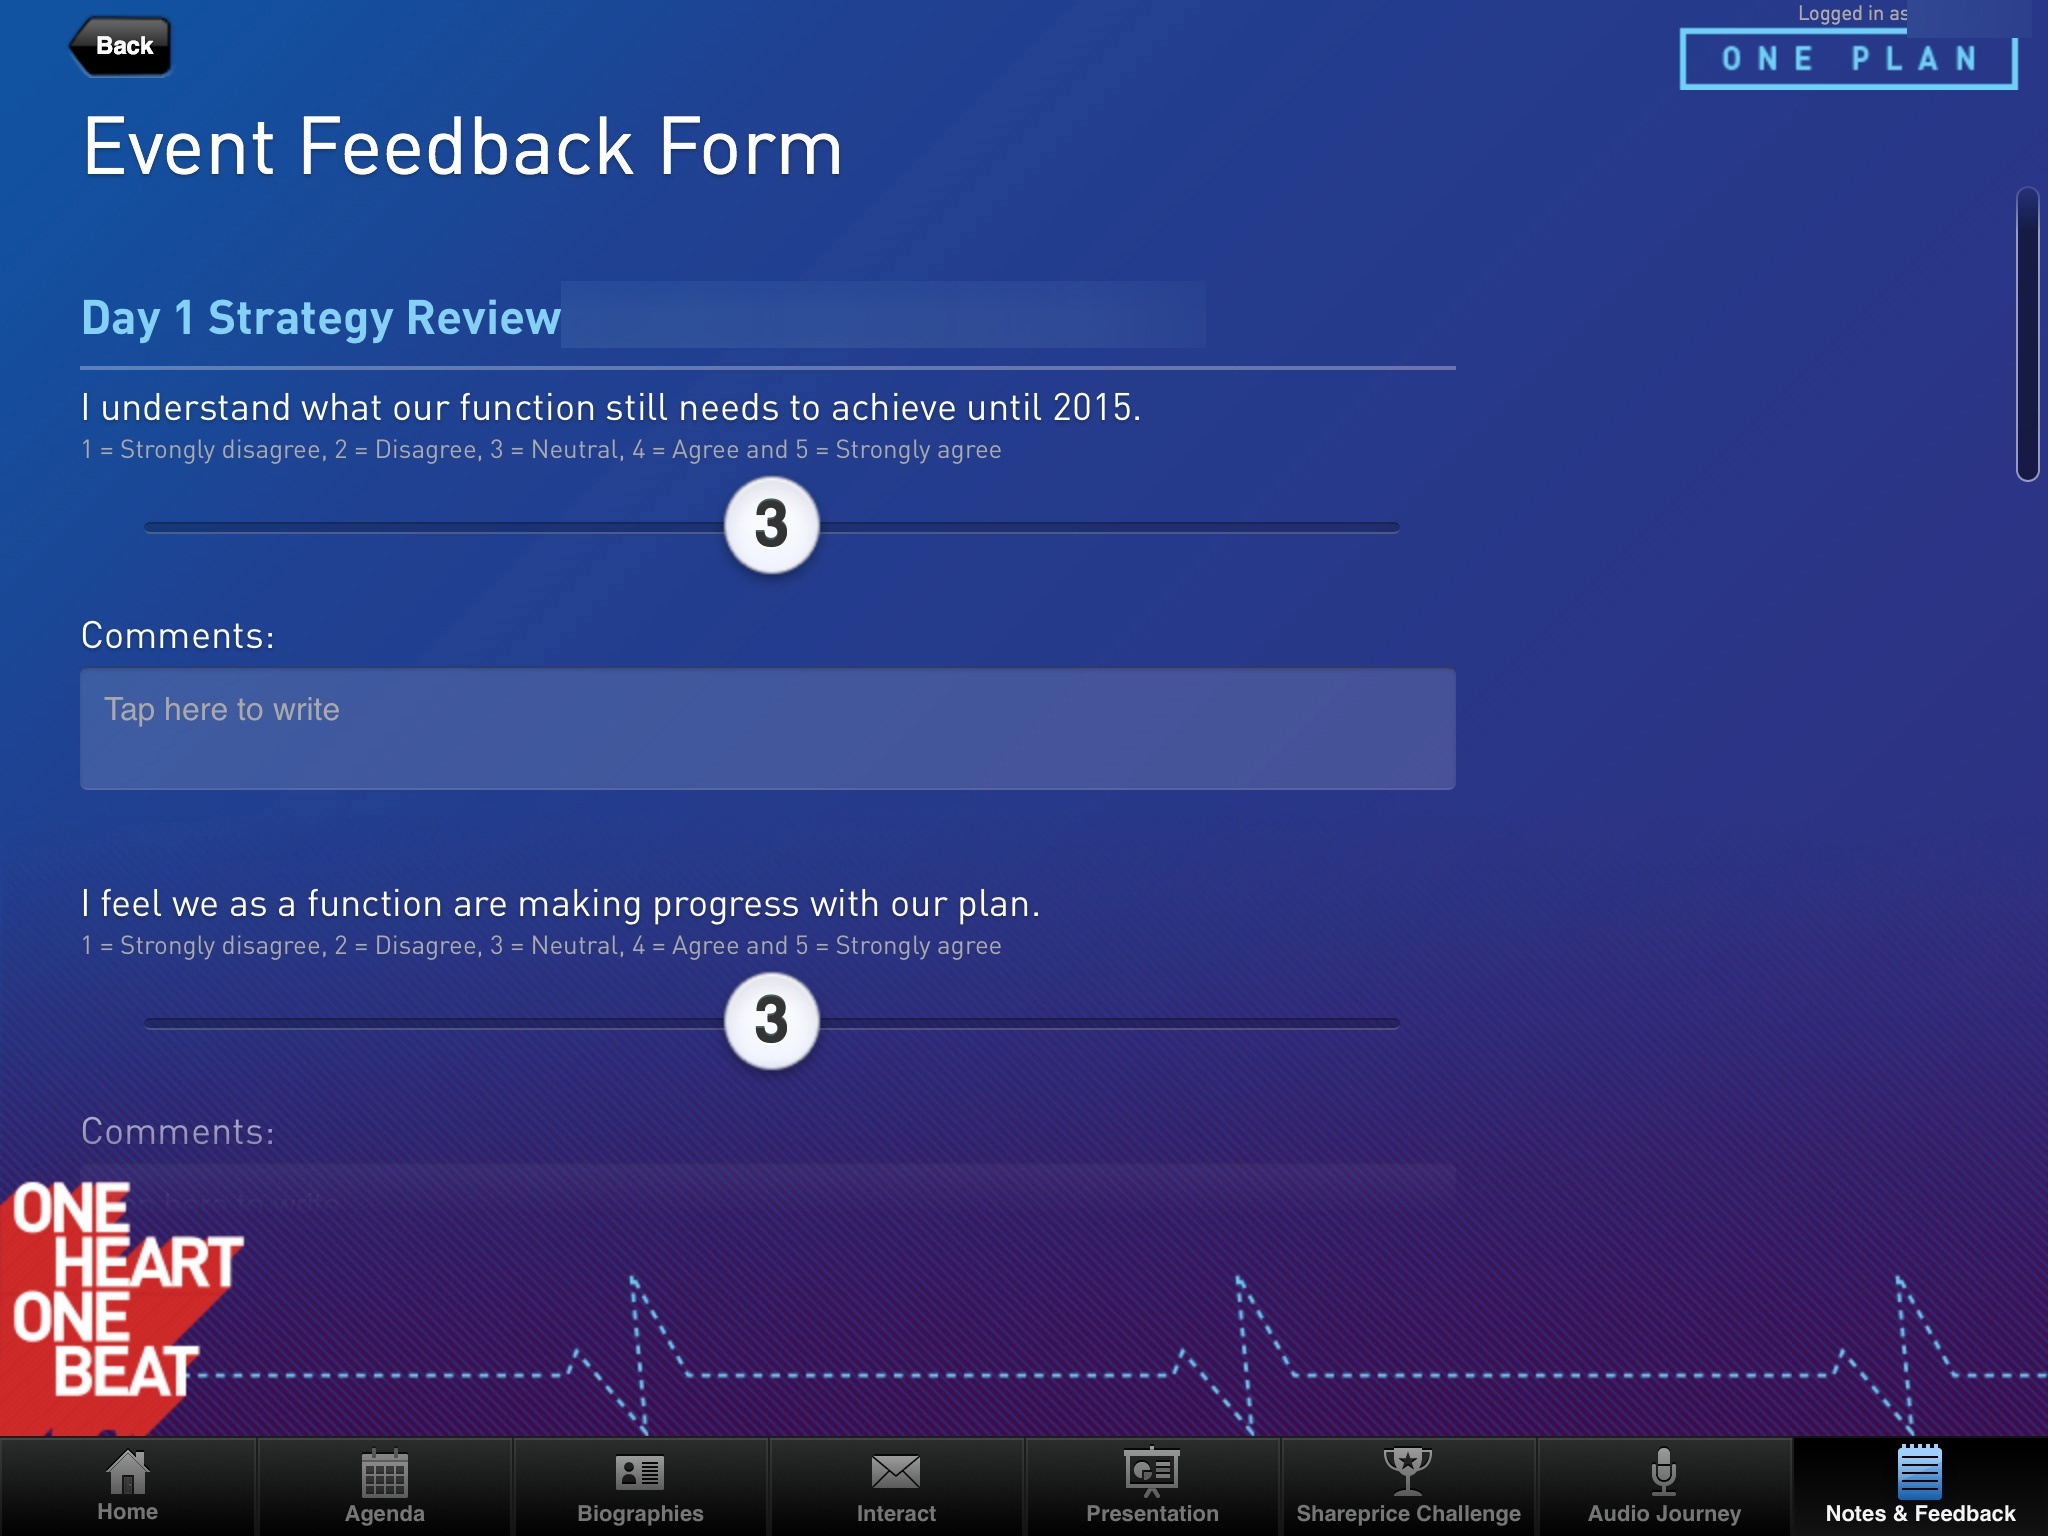 Back
Logged in as
ONE PLAN
Event Feedback Form
Day 1 Strategy Review
I understand what our function still needs to achieve until 2015.
1 = Strongly disagree, 2 = Disagree, 3 = Neutral, 4 = Agree and 5 = Strongly agree
3
Comments:
Tap here to write
I feel we as a function are making progress with our plan.
1 = Strongly disagree, 2 = Disagree, 3 = Neutral, 4 = Agree and 5 = Strongly agree
3
Comments:
here to write
ONE
HEART
ONE
BEAT
Home
Agenda
Biographies
Interact
Presentation
Shareprice Challenge
Audio Journey
Notes & Feedback